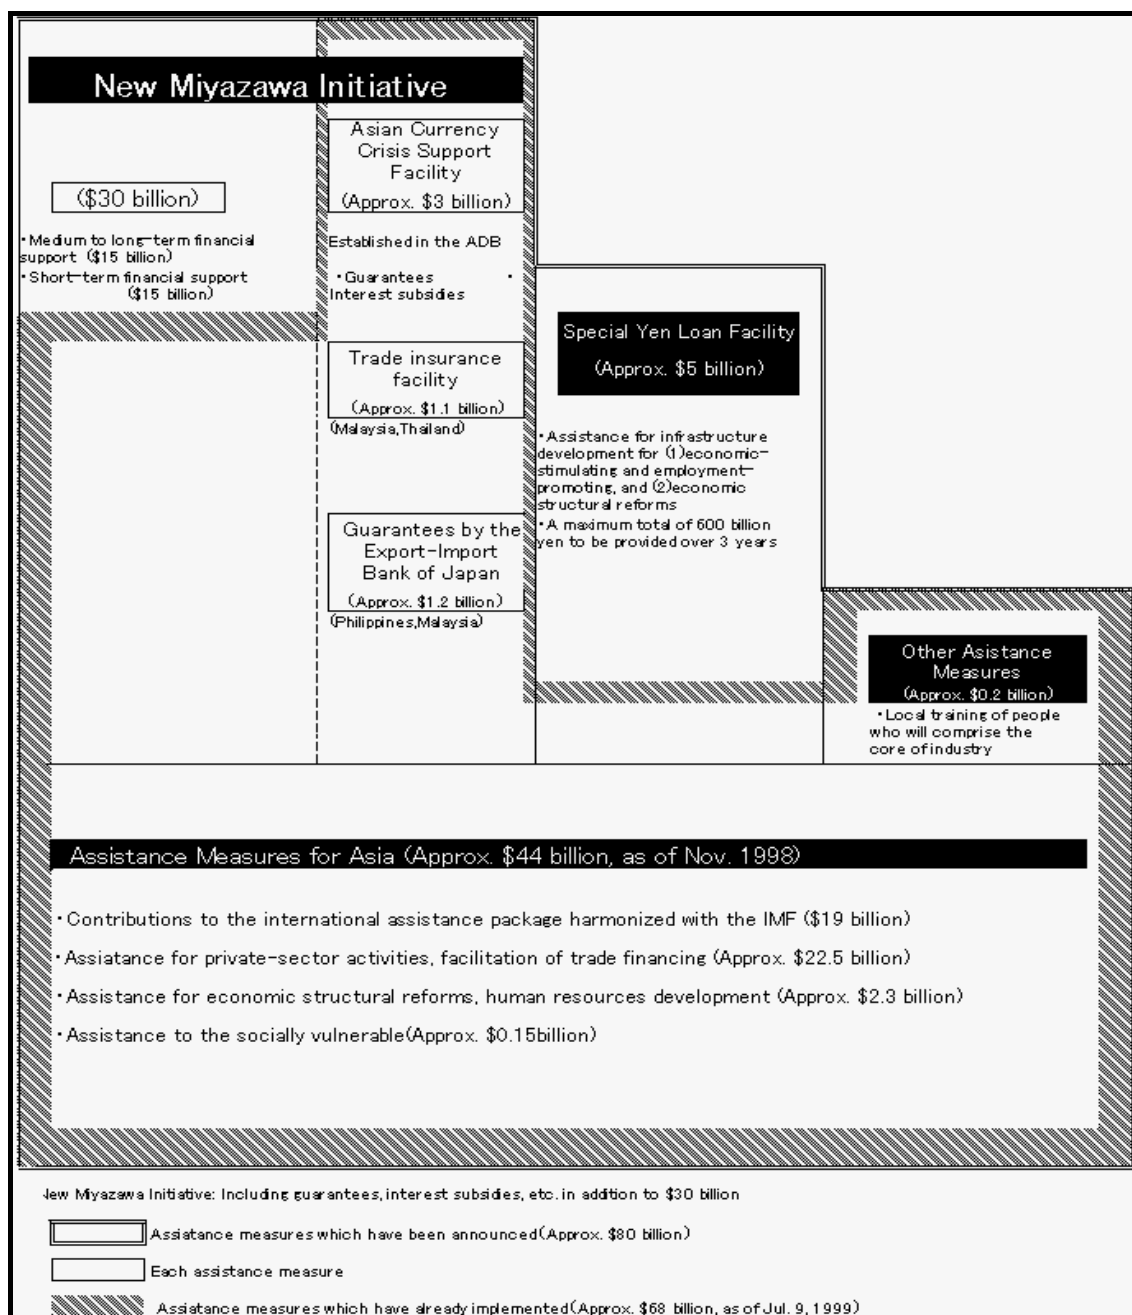 New Miyazawa Initiative
($30 billion)
・Medium to long-term financial
support ($15 billion)
・Short-term financial support
($15 billion)
Asian Currency
Crisis Support
Facility
(Approx. $3 billion)
Established in the ADB
・Guarantees ・
Interest subsidies
Trade insurance
facility
(Approx. $1.1 billion)
(Malaysia,Thailand)
Guarantees by the
Export-Import
Bank of Japan
(Approx. $1.2 billion)
(Philippines,Malaysia)
Special Yen Loan Facility
(Approx. $5 billion)
・Assistance for infrastructure
development for (1)economic-
stimulating and employment-
promoting, and (2)economic
structural reforms
・A maximum total of 600 billion
yen to be provided over 3 years
Other Asistance
Measures
(Approx. $0.2 billion)
・Local training of people
who will comprise the
core of industry
Assistance Measures for Asia (Approx. $44 billion, as of Nov. 1998)
・Contributions to the international assistance package harmonized with the IMF ($19 billion)
・Assiatance for private-sector activities, facilitation of trade financing (Approx. $22.5 billion)
・Assistance for economic structural reforms, human resources development (Approx. $2.3 billion)
・Assistance to the socially vulnerable(Approx. $0.15billion)
New Miyazawa Initiative: Including guarantees, interest subsidies, etc. in addition to $30 billion
Assiatance measures which have been announced(Approx. $80 billion)
Each assistance measure
Assiatance measures which have already implemented(Approx. $68 billion, as of Jul. 9, 1999)